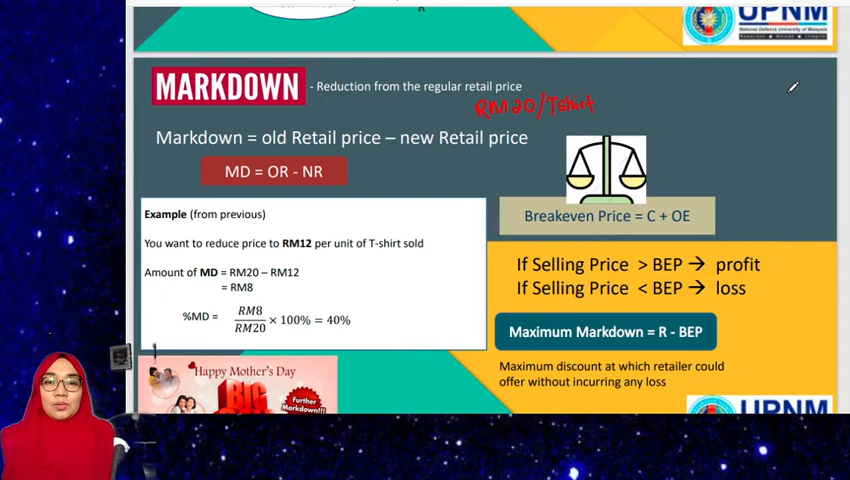 UPNM
National Defence University of Malaysia
MARKDOWN - Reduction from the regular retail price
RM20/Tshirt
Markdown = old Retail price – new Retail price
MD = OR - NR
Example (from previous)
You want to reduce price to RM12 per unit of T-shirt sold
Amount of MD = RM20 – RM12
= RM8
%MD = RM8/RM20 × 100% = 40%
Breakeven Price = C + OE
If Selling Price > BEP → profit
If Selling Price < BEP → loss
Maximum Markdown = R - BEP
Maximum discount at which retailer could
offer without incurring any loss
Happy Mother's Day
BIG
Further
Markdown!!!
UPNM